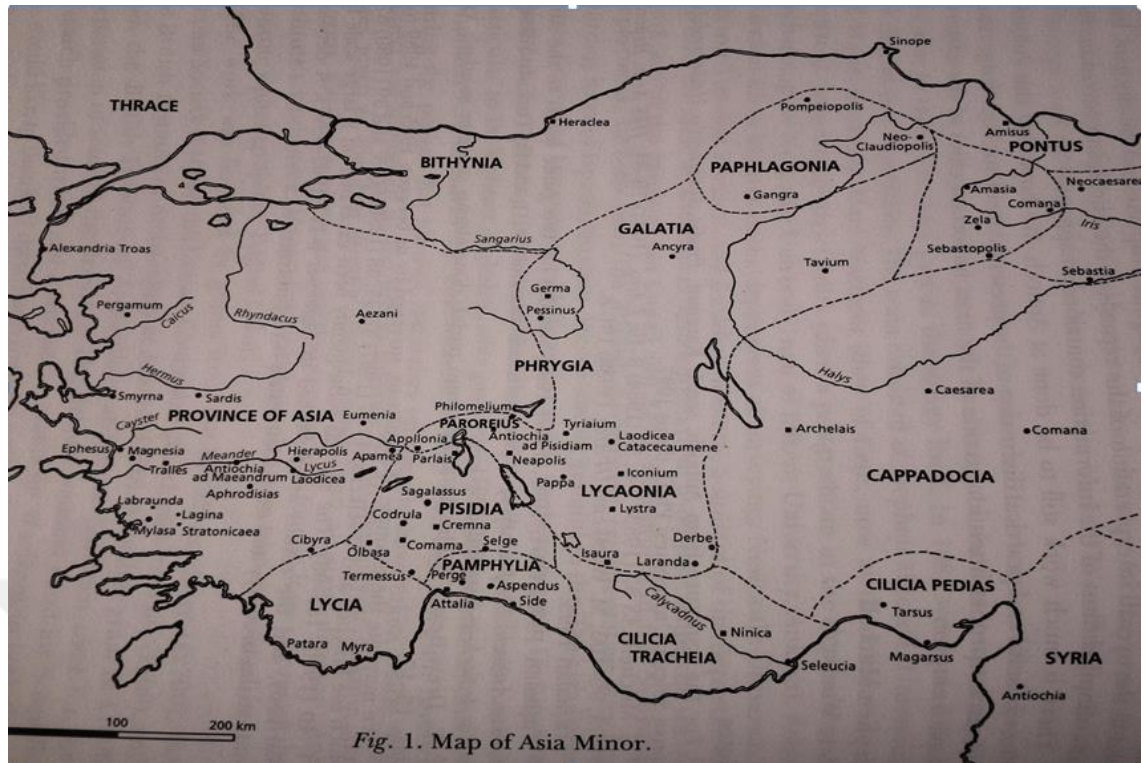 Sinope
THRACE
Pompeiopolis
Heraclea
Neo-
Claudiopolis
Amisus
PONTUS
BITHYNIA
PAPHLAGONIA
Amasia
Neocaesarea
Gangra
Comana
Zela
Iris
GALATIA
Sangarius
Ancyra
Alexandria Troas
Sebastopolis
Tavium
Sebastia
Germa
Pergamum
Caicus
Rhyndacus
Aezani
Pessinus
PHRYGIA
Hermus
Halys
Smyrna
Sardis
Caesarea
PROVINCE OF ASIA
Eumenia
Philomelium
Cayster
PAROREIUS
Tyriaium
Archelais
Comana
Apollonia
Antiochia
ad Pisidiam
Laodicea
Catacecaumene
Ephesus
Magnesia
Meander
Hierapolis
Apamea
Parlais
Neapolis
Tralles
Antiochia
ad Maeandrum
Lycus
Laodicea
Iconium
Pappa
CAPPADOCIA
Aphrodisias
Sagalassus
LYCAONIA
Labraunda
Lagina
PISIDIA
Codrula
Lystra
Mylasa
Stratonicaea
Cremna
Cibyra
Olbasa
Comama
Selge
Derbe
PAMPHYLIA
Isaura
Laranda
Termessus
Perge
Aspendus
CILICIA PEDIAS
LYCIA
Attalia
Side
Calycadnus
Tarsus
Ninica
Patara
Myra
CILICIA
TRACHEIA
Seleucia
Magarsus
SYRIA
Antiochia
100
200 km
Fig. 1. Map of Asia Minor.